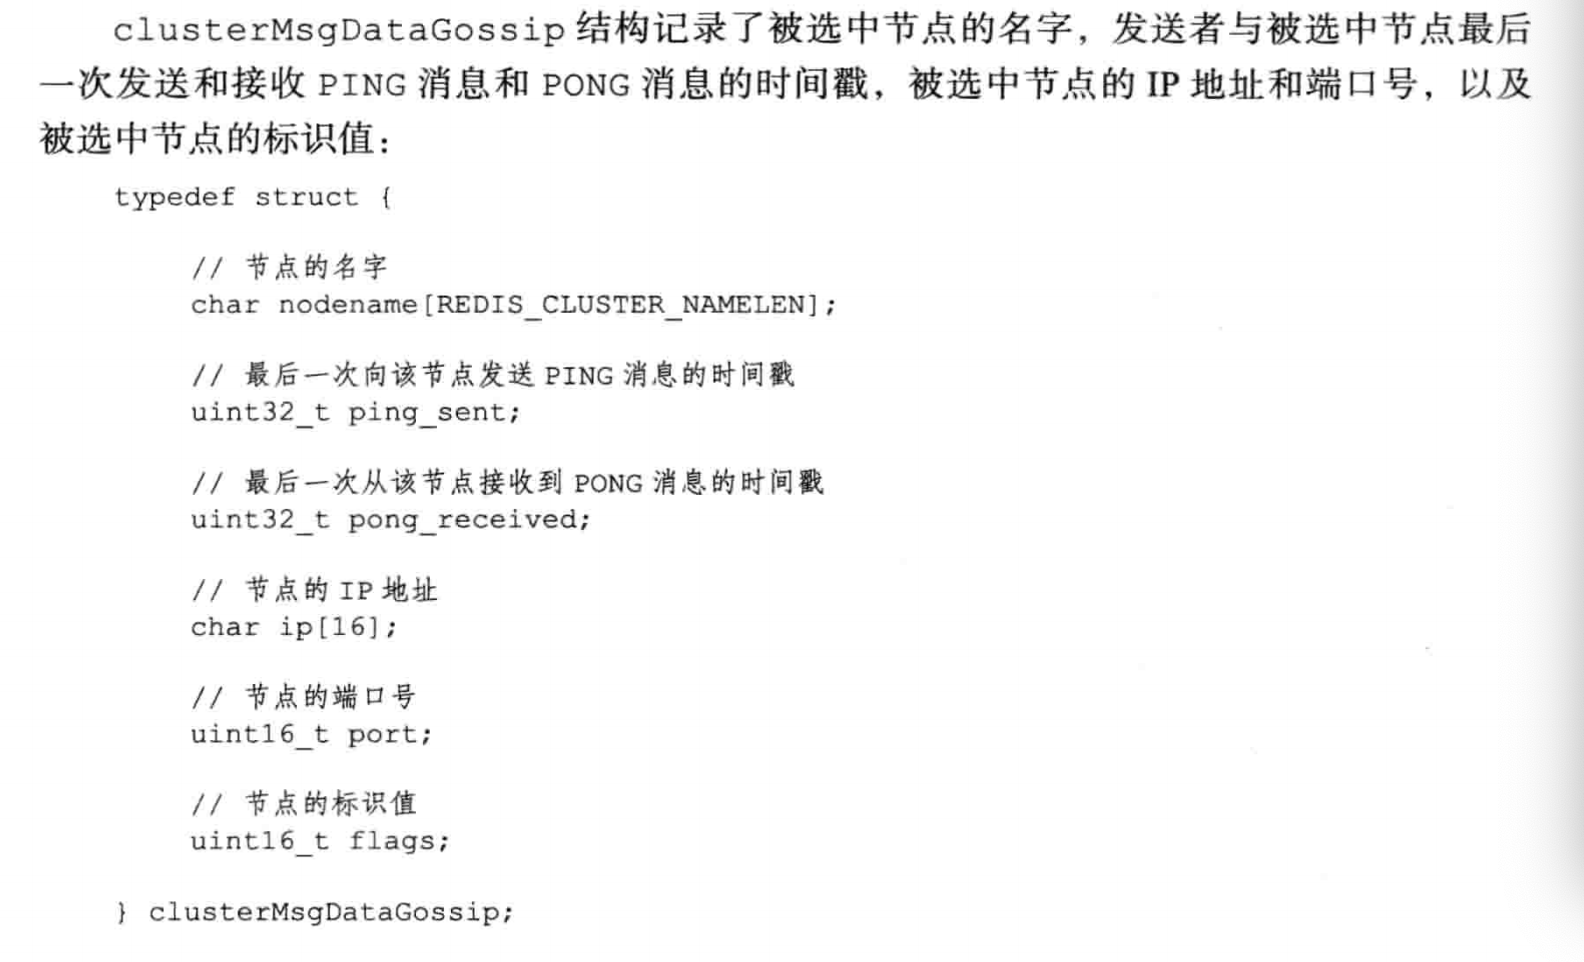 clusterMsgDataGossip 结构记录了被选中节点的名字，发送者与被选中节点最后
一次发送和接收 PING 消息和 PONG 消息的时间戳，被选中节点的 IP 地址和端口号，以及
被选中节点的标识值：
typedef struct {
// 节点的名字
char nodename[REDIS_CLUSTER_NAMELEN];
// 最后一次向该节点发送 PING 消息的时间戳
uint32_t ping_sent;
// 最后一次从该节点接收到 PONG 消息的时间戳
uint32_t pong_received;
// 节点的 IP 地址
char ip[16];
// 节点的端口号
uint16_t port;
// 节点的标识值
uint16_t flags;
} clusterMsgDataGossip;